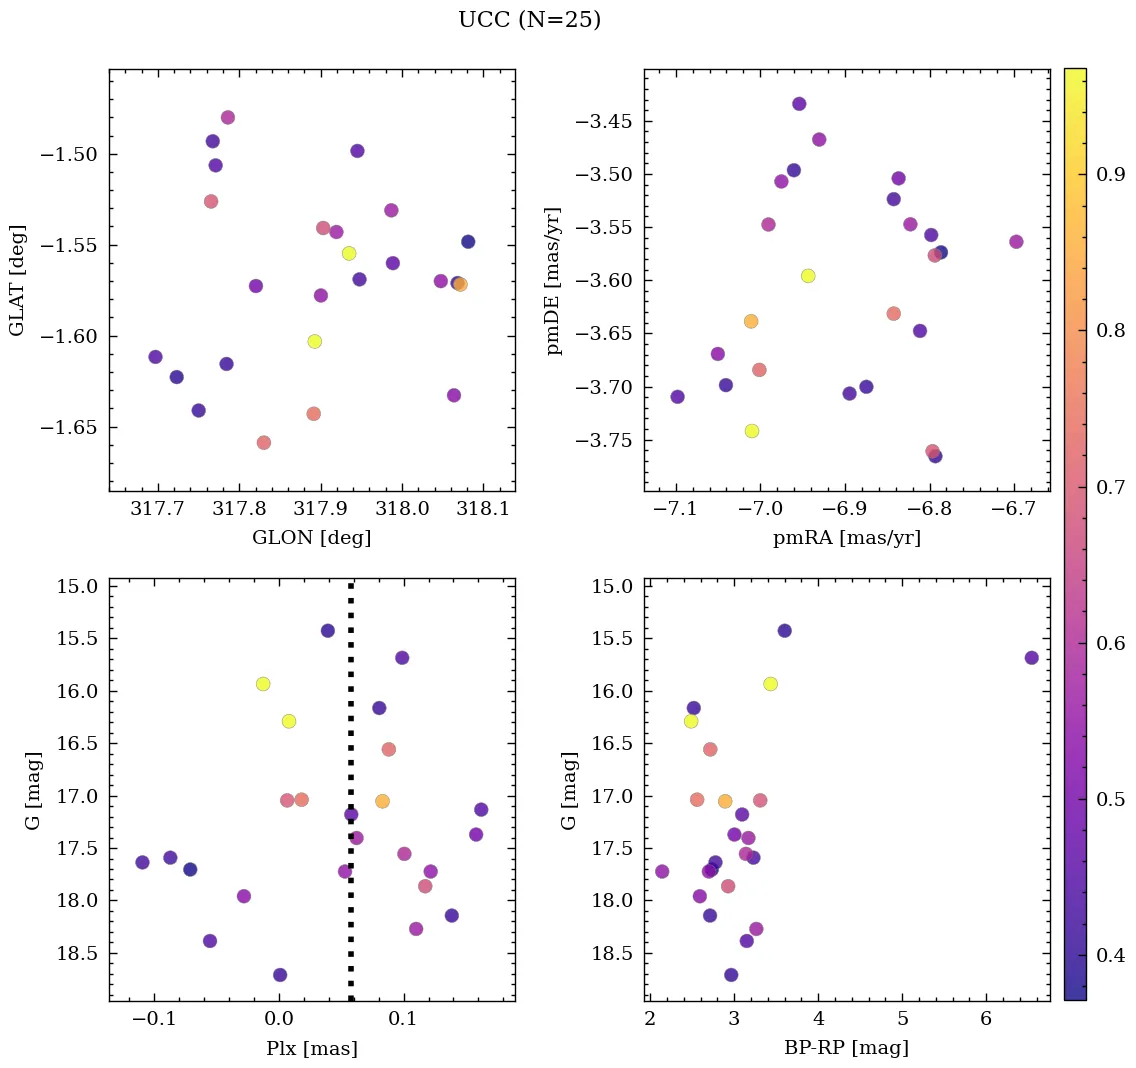 UCC (N=25)
−1.50
−1.55
−1.60
−1.65
GLAT [deg]
317.7 317.8 317.9 318.0 318.1
GLON [deg]
−3.45
−3.50
−3.55
−3.60
−3.65
−3.70
−3.75
pmDE [mas/yr]
−7.1 −7.0 −6.9 −6.8 −6.7
pmRA [mas/yr]
0.9
0.8
0.7
0.6
0.5
0.4
15.0
15.5
16.0
16.5
17.0
17.5
18.0
18.5
G [mag]
−0.1 0.0 0.1
Plx [mas]
15.0
15.5
16.0
16.5
17.0
17.5
18.0
18.5
G [mag]
2 3 4 5 6
BP-RP [mag]